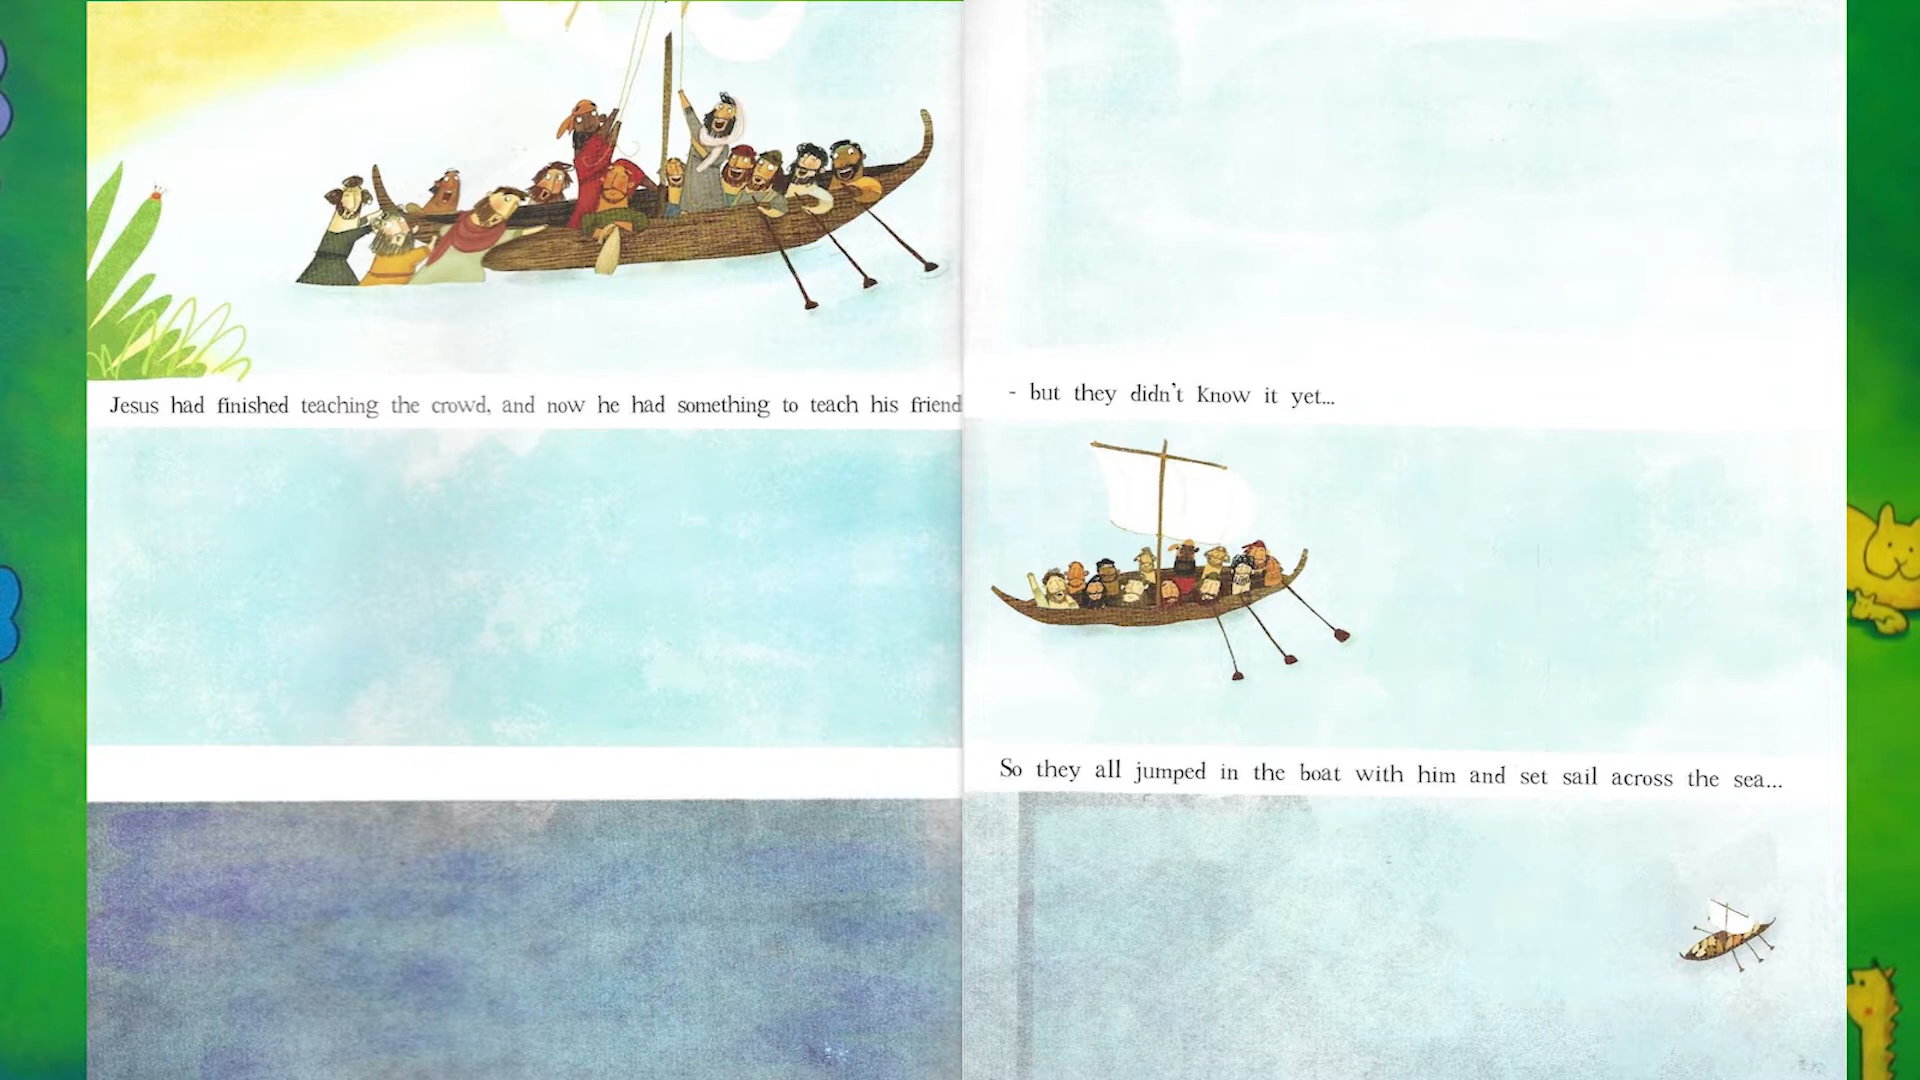 Jesus had finished teaching the crowd, and now he had something to teach his friend
- but they didn't know it yet...
So they all jumped in the boat with him and set sail across the sea...